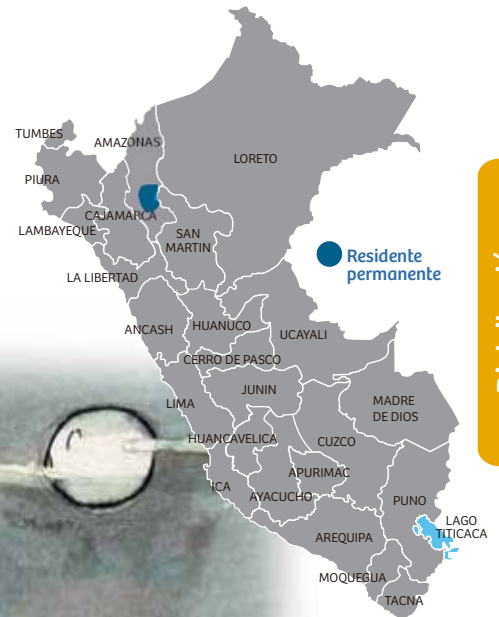 TUMBES
AMAZONAS
LORETO
PIURA
CAJAMARCA
LAMBAYEQUE
SAN
MARTIN
Residente
permanente
LA LIBERTAD
ANCASH
HUANUCO
UCAYALI
CERRO DE PASCO
JUNIN
LIMA
MADRE
DE DIOS
HUANCAVELICA
CUZCO
APURIMAC
ICA
AYACUCHO
PUNO
LAGO
TITICACA
AREQUIPA
MOQUEGUA
TACNA